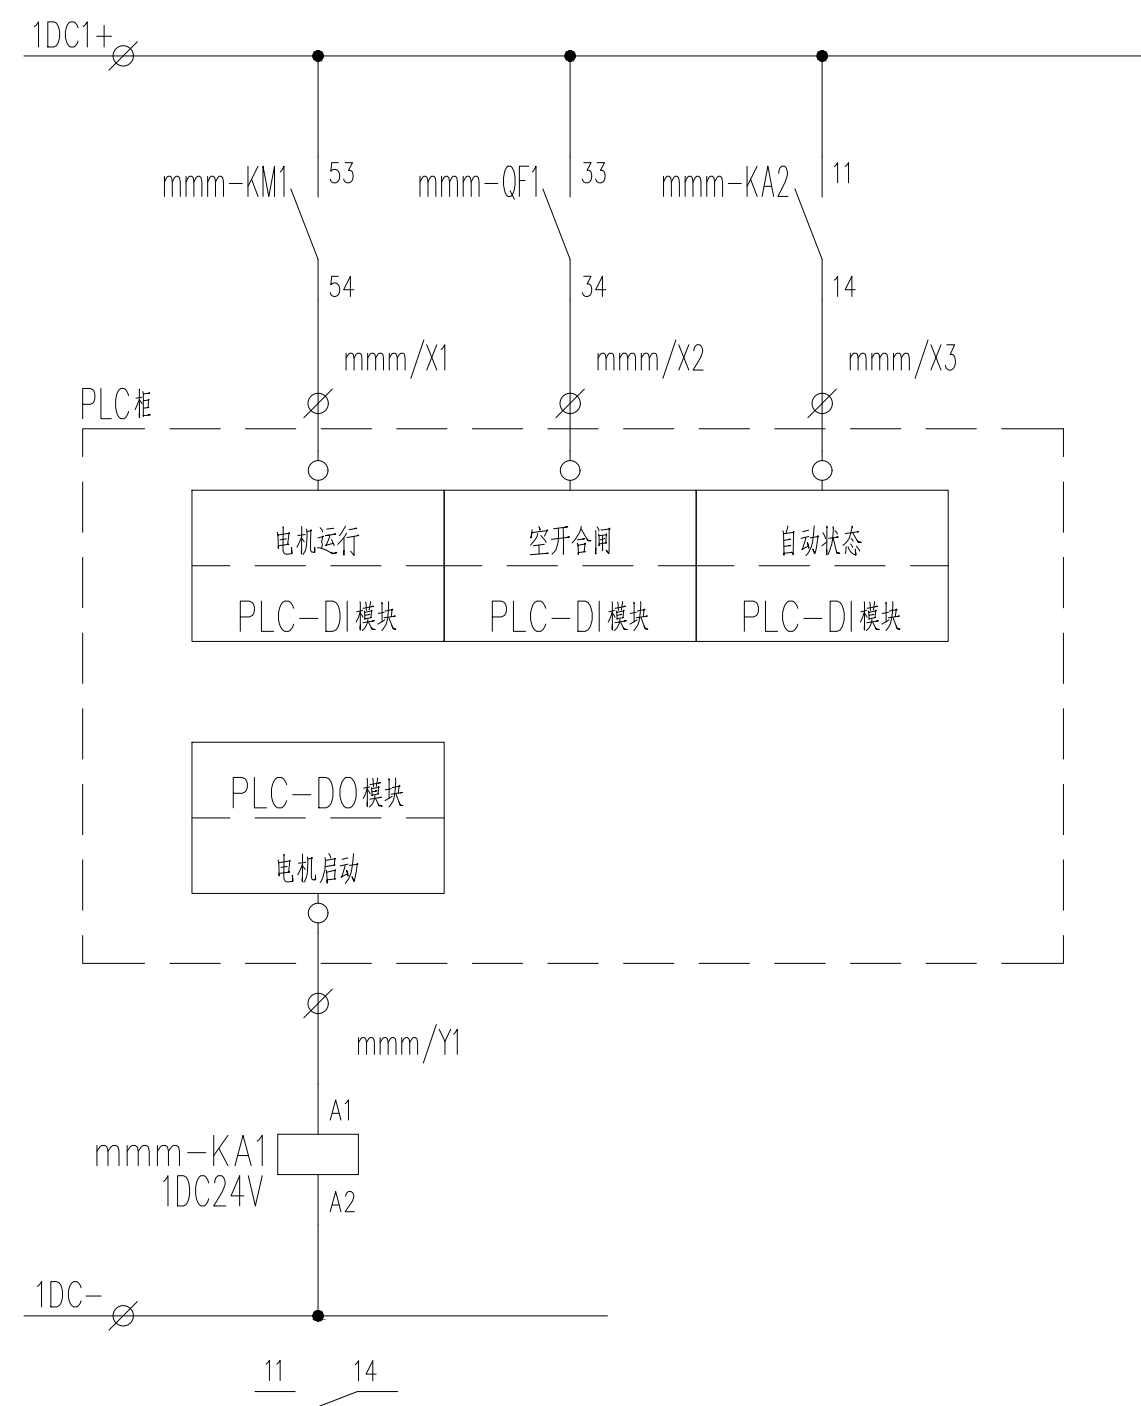 1DC1+
mmm-KM1 53 mmm-QF1 33 mmm-KA2 11
54 34 14
mmm/X1 mmm/X2 mmm/X3
PLC柜
电机运行 空开合闸 自动状态
PLC-DI模块 PLC-DI模块 PLC-DI模块
PLC-DO模块
电机启动
mmm/Y1
A1
mmm-KA1
1DC24V
A2
1DC-
11 14